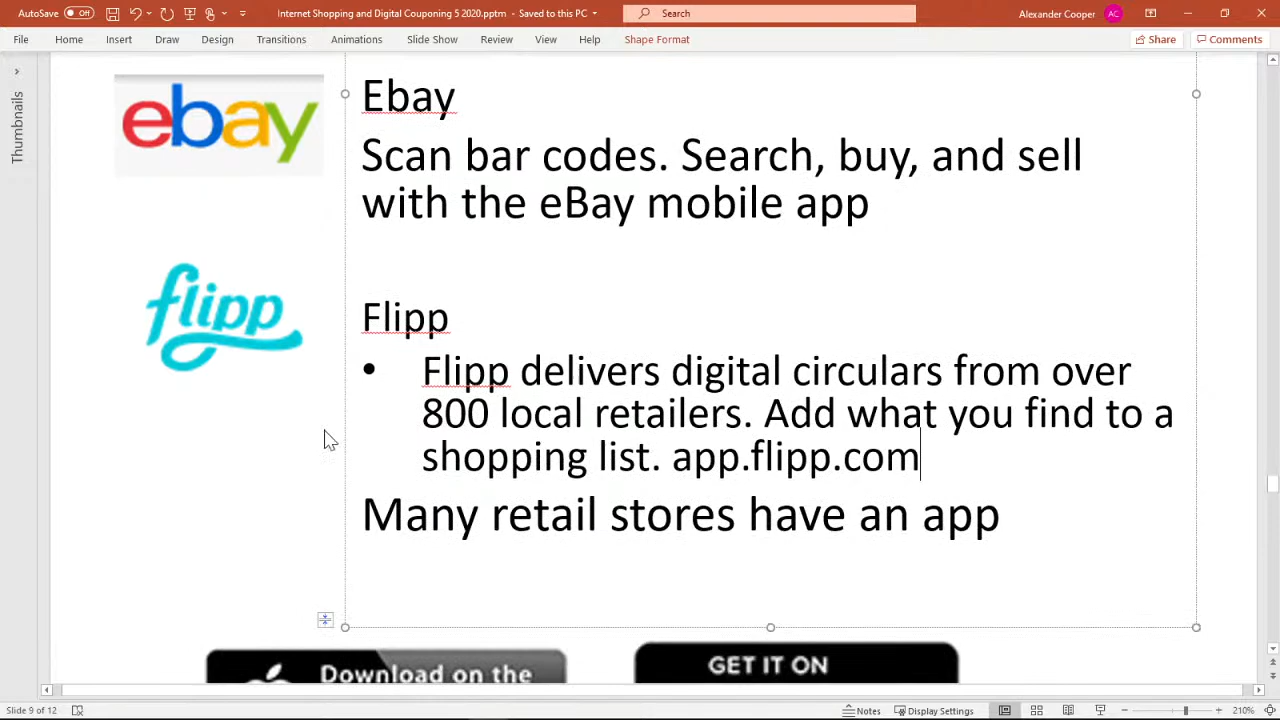 AutoSave Off Internet Shopping and Digital Couponing 5 2020.pptm - Saved to this PC Search Alexander Cooper AC
File Home Insert Draw Design Transitions Animations Slide Show Review View Help Shape Format Share Comments
Thumbnails
ebay
Ebay
Scan bar codes. Search, buy, and sell
with the eBay mobile app
flipp
Flipp
• Flipp delivers digital circulars from over
800 local retailers. Add what you find to a
shopping list. app.flipp.com
Many retail stores have an app
Download on the
GET IT ON
Slide 9 of 12 Notes Display Settings 210%